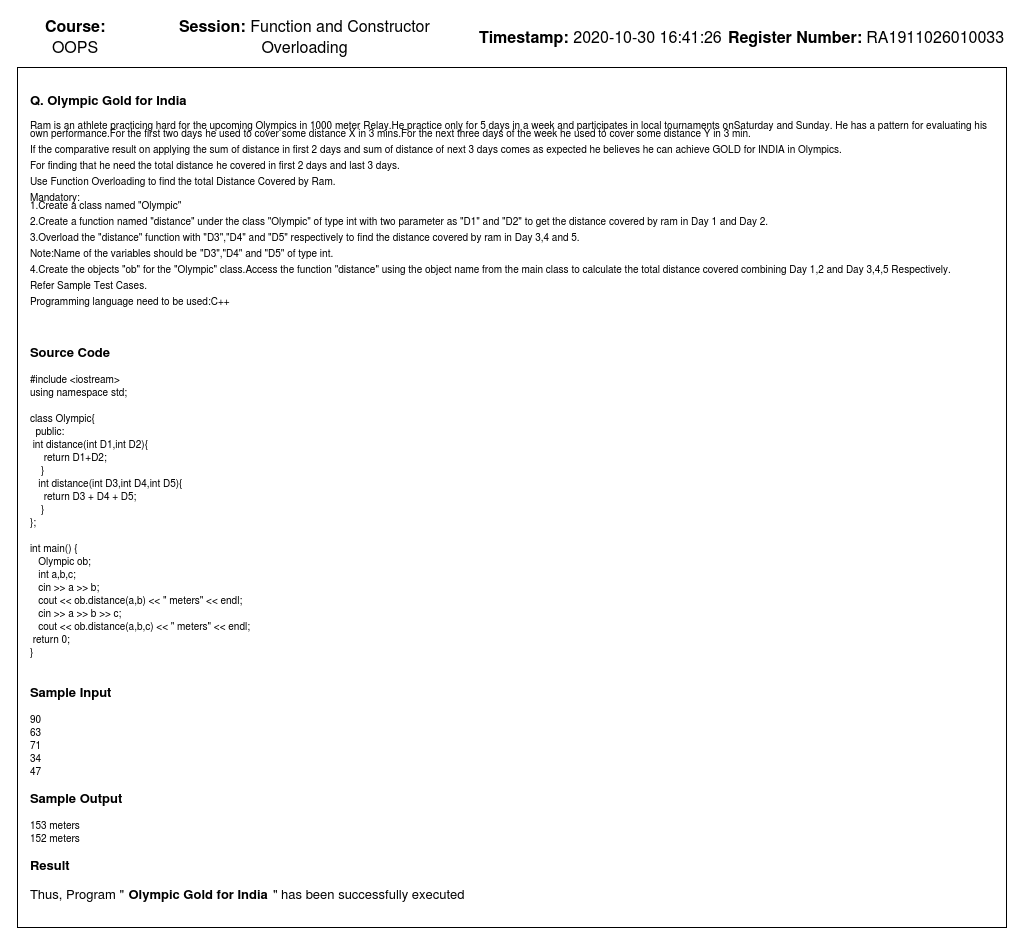 Course: OOPS
Session: Function and Constructor Overloading
Timestamp: 2020-10-30 16:41:26
Register Number: RA1911026010033
Q. Olympic Gold for India
Ram is an athlete practicing hard for the upcoming Olympics in 1000 meter Relay.He practice only for 5 days in a week and participates in local tournaments onSaturday and Sunday. He has a pattern for evaluating his
own performance.For the first two days he used to cover some distance X in 3 mins.For the next three days of the week he used to cover some distance Y in 3 min.
If the comparative result on applying the sum of distance in first 2 days and sum of distance of next 3 days comes as expected he believes he can achieve GOLD for INDIA in Olympics.
For finding that he need the total distance he covered in first 2 days and last 3 days.
Use Function Overloading to find the total Distance Covered by Ram.
Mandatory:
1.Create a class named "Olympic"
2.Create a function named "distance" under the class "Olympic" of type int with two parameter as "D1" and "D2" to get the distance covered by ram in Day 1 and Day 2.
3.Overload the "distance" function with "D3","D4" and "D5" respectively to find the distance covered by ram in Day 3,4 and 5.
Note:Name of the variables should be "D3","D4" and "D5" of type int.
4.Create the objects "ob" for the "Olympic" class.Access the function "distance" using the object name from the main class to calculate the total distance covered combining Day 1,2 and Day 3,4,5 Respectively.
Refer Sample Test Cases.
Programming language need to be used:C++
Source Code
#include <iostream>
using namespace std;
class Olympic{
public:
int distance(int D1,int D2){
return D1+D2;
}
int distance(int D3,int D4,int D5){
return D3 + D4 + D5;
}
};
int main() {
Olympic ob;
int a,b,c;
cin >> a >> b;
cout << ob.distance(a,b) << " meters" << endl;
cin >> a >> b >> c;
cout << ob.distance(a,b,c) << " meters" << endl;
return 0;
}
Sample Input
90
63
71
34
47
Sample Output
153 meters
152 meters
Result
Thus, Program " Olympic Gold for India " has been successfully executed